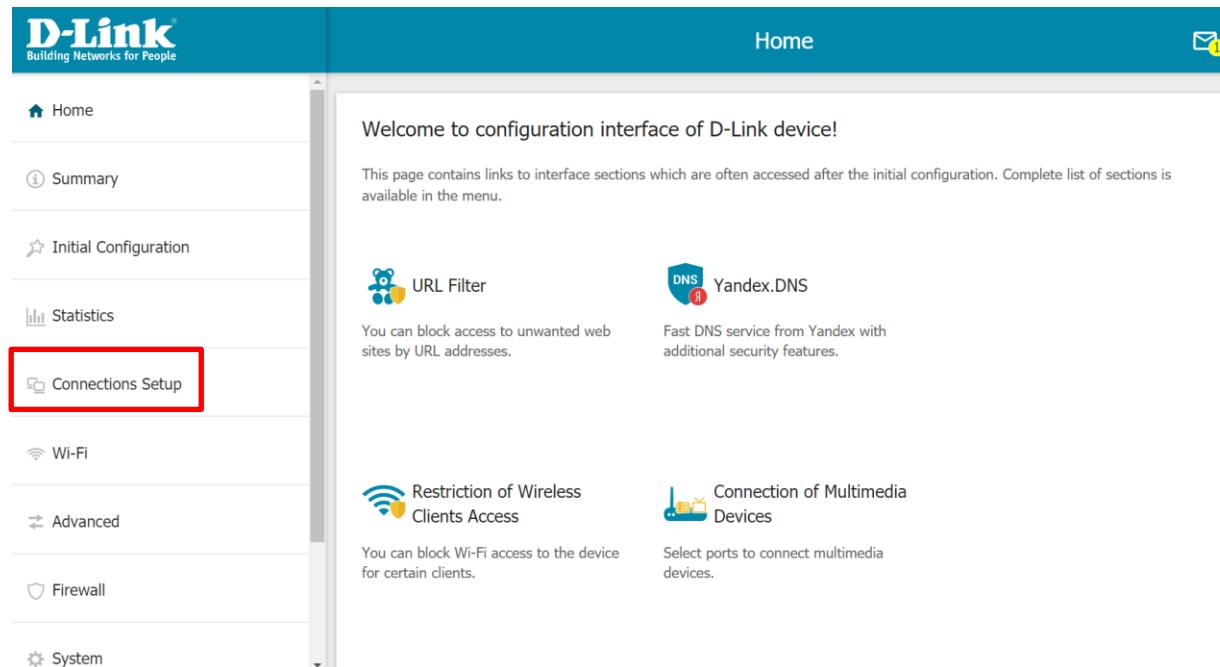 D-Link
Building Networks for People
Home
1
Home
Summary
Initial Configuration
Statistics
Connections Setup
Wi-Fi
Advanced
Firewall
System
Welcome to configuration interface of D-Link device!
This page contains links to interface sections which are often accessed after the initial configuration. Complete list of sections is
available in the menu.
URL Filter
You can block access to unwanted web
sites by URL addresses.
DNS
Я
Yandex.DNS
Fast DNS service from Yandex with
additional security features.
Restriction of Wireless
Clients Access
You can block Wi-Fi access to the device
for certain clients.
Connection of Multimedia
Devices
Select ports to connect multimedia
devices.